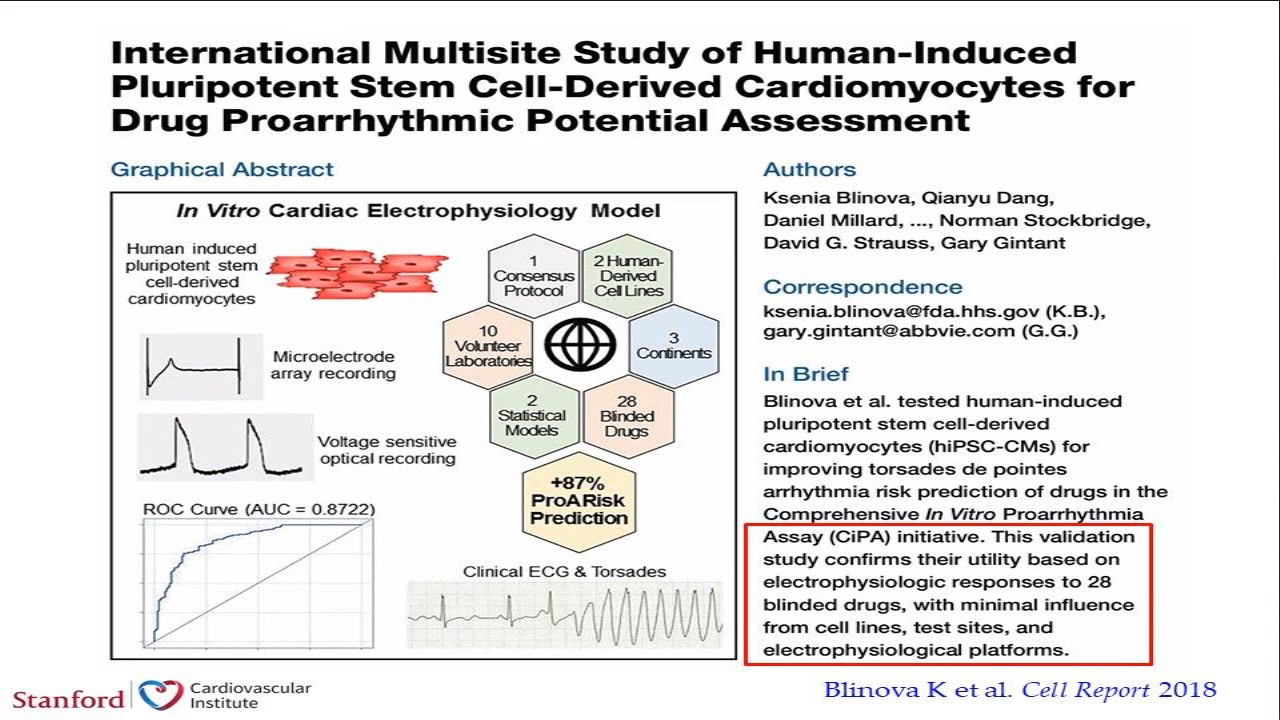 International Multisite Study of Human-Induced
Pluripotent Stem Cell-Derived Cardiomyocytes for
Drug Proarrhythmic Potential Assessment
Graphical Abstract
In Vitro Cardiac Electrophysiology Model
Human induced
pluripotent stem
cell-derived
cardiomyocytes
1
Consensus
Protocol
2 Human-
Derived
Cell Lines
10
Volunteer
Laboratories
3
Continents
2
Statistical
Models
28
Blinded
Drugs
+87%
ProARisk
Prediction
Microelectrode
array recording
Voltage sensitive
optical recording
ROC Curve (AUC = 0.8722)
Clinical ECG & Torsades
Authors
Ksenia Blinova, Qianyu Dang,
Daniel Millard, ..., Norman Stockbridge,
David G. Strauss, Gary Gintant
Correspondence
ksenia.blinova@fda.hhs.gov (K.B.),
gary.gintant@abbvie.com (G.G.)
In Brief
Blinova et al. tested human-induced
pluripotent stem cell-derived
cardiomyocytes (hiPSC-CMs) for
improving torsades de pointes
arrhythmia risk prediction of drugs in the
Comprehensive In Vitro Proarrhythmia
Assay (CiPA) initiative. This validation
study confirms their utility based on
electrophysiologic responses to 28
blinded drugs, with minimal influence
from cell lines, test sites, and
electrophysiological platforms.
Stanford
Cardiovascular
Institute
Blinova K et al. Cell Report 2018